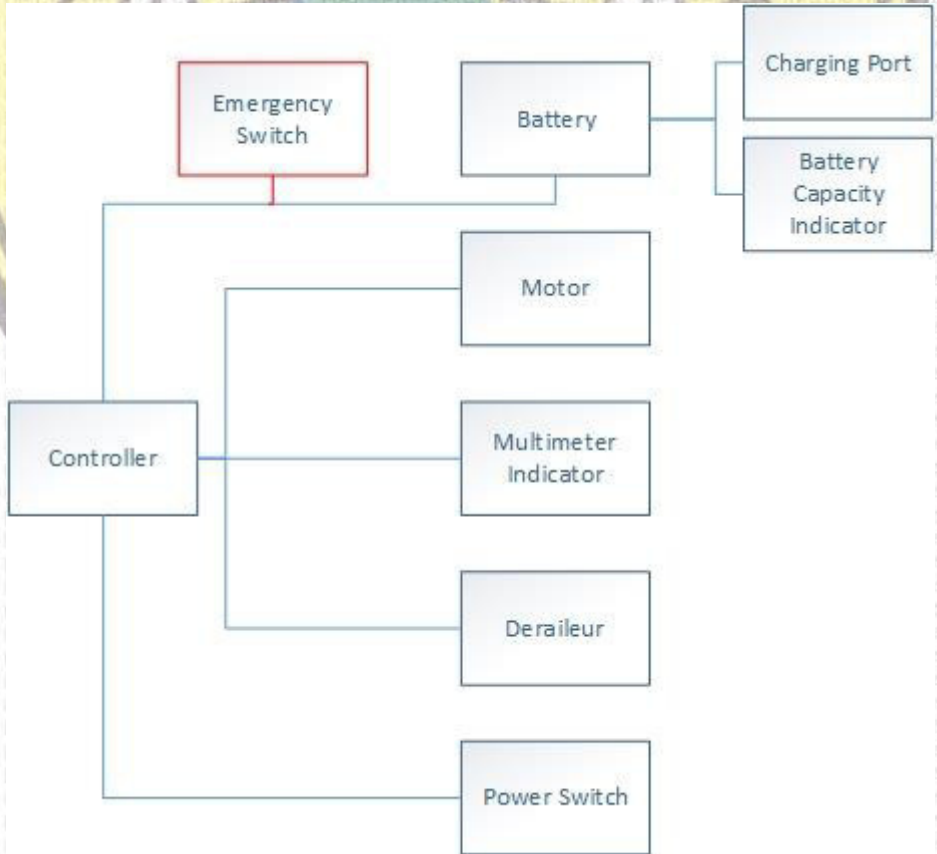 Charging Port
Emergency
Switch
Battery
Battery
Capacity
Indicator
Motor
Controller
Multimeter
Indicator
Deraileur
Power Switch